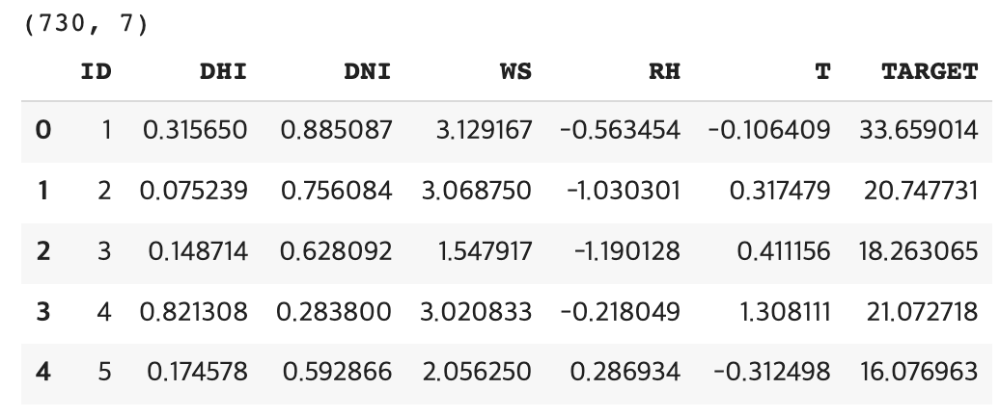 (730, 7)
ID DHI DNI WS RH T TARGET
0 1 0.315650 0.885087 3.129167 -0.563454 -0.106409 33.659014
1 2 0.075239 0.756084 3.068750 -1.030301 0.317479 20.747731
2 3 0.148714 0.628092 1.547917 -1.190128 0.411156 18.263065
3 4 0.821308 0.283800 3.020833 -0.218049 1.308111 21.072718
4 5 0.174578 0.592866 2.056250 0.286934 -0.312498 16.076963